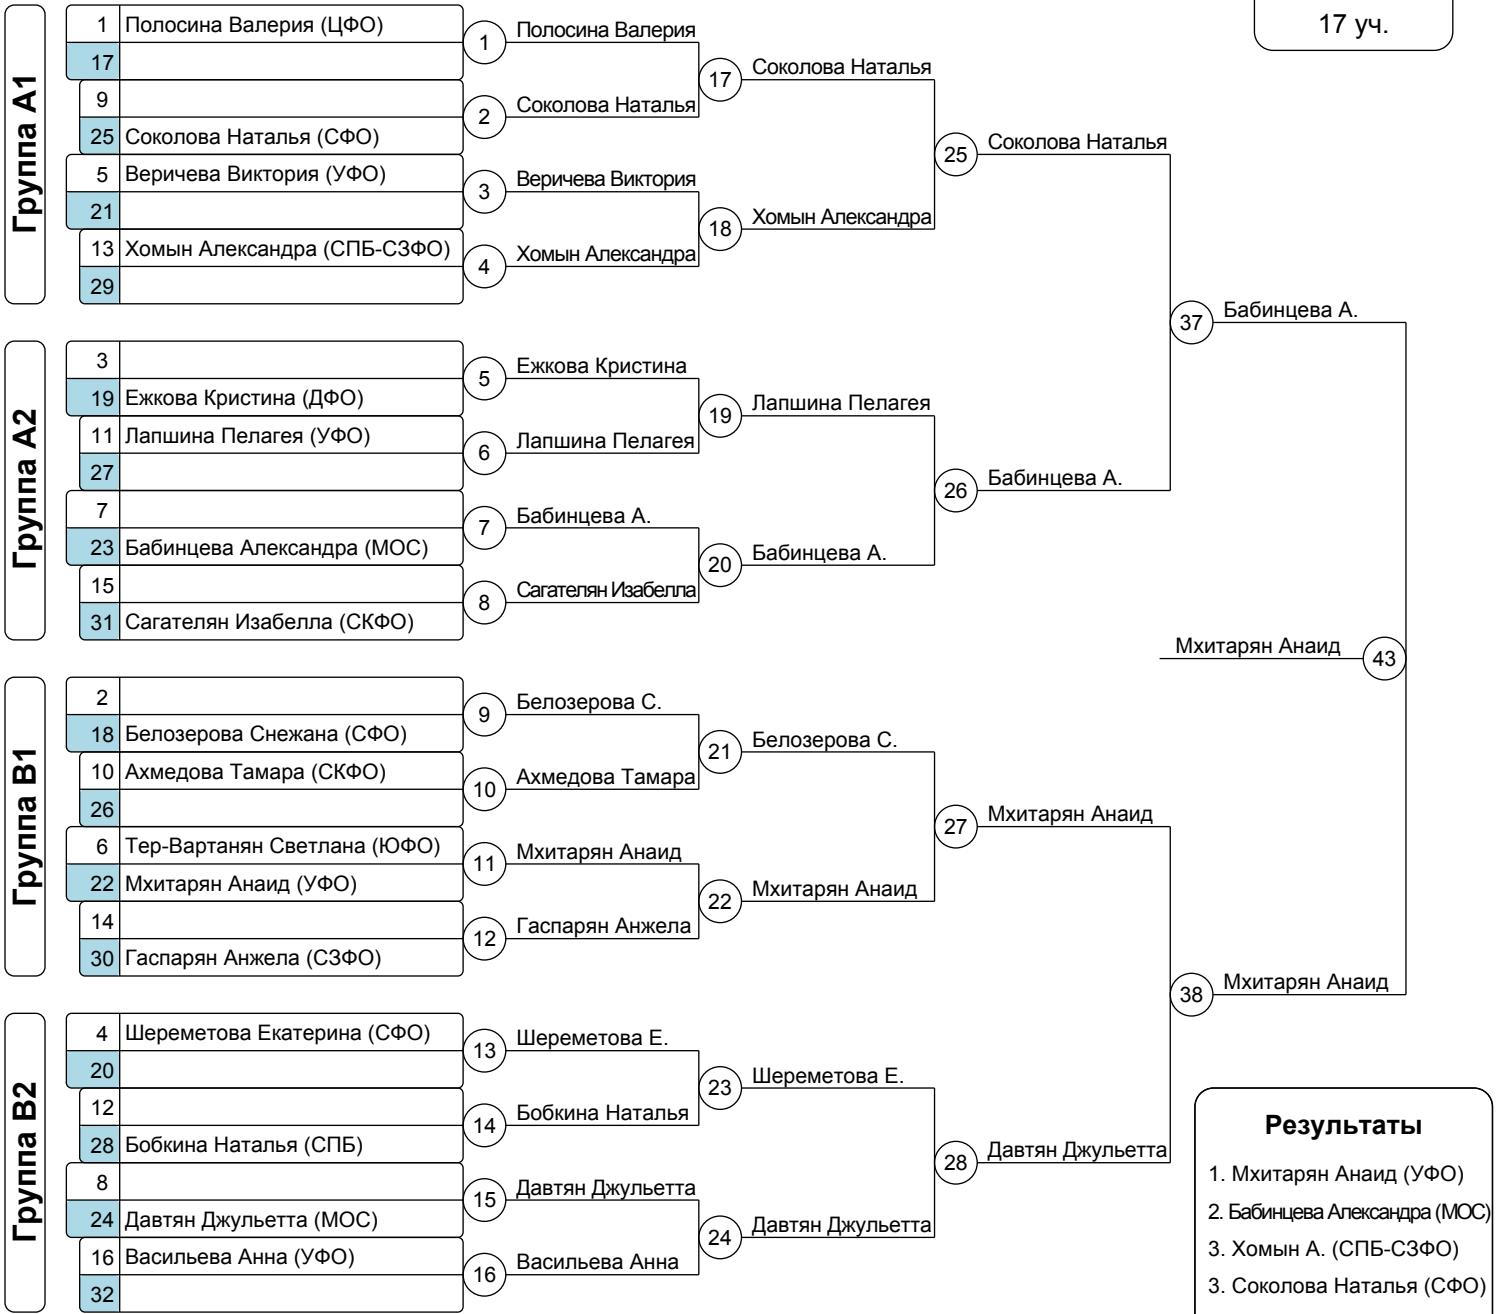 17 уч.
Группа A1
1 Полосина Валерия (ЦФО)
17
9
25 Соколова Наталья (СФО)
5 Веричева Виктория (УФО)
21
13 Хомын Александра (СПБ-СЗФО)
29
1 Полосина Валерия
2 Соколова Наталья
3 Веричева Виктория
4 Хомын Александра
17 Соколова Наталья
18 Хомын Александра
25 Соколова Наталья
Группа A2
3
19 Ежкова Кристина (ДФО)
11 Лапшина Пелагея (УФО)
27
7
23 Бабинцева Александра (МОС)
15
31 Сагателян Изабелла (СКФО)
5 Ежкова Кристина
6 Лапшина Пелагея
7 Бабинцева А.
8 Сагателян Изабелла
19 Лапшина Пелагея
20 Бабинцева А.
26 Бабинцева А.
37 Бабинцева А.
Мхитарян Анаид 43
Группа B1
2
18 Белозерова Снежана (СФО)
10 Ахмедова Тамара (СКФО)
26
6 Тер-Вартанян Светлана (ЮФО)
22 Мхитарян Анаид (УФО)
14
30 Гаспарян Анжела (СЗФО)
9 Белозерова С.
10 Ахмедова Тамара
11 Мхитарян Анаид
12 Гаспарян Анжела
21 Белозерова С.
22 Мхитарян Анаид
27 Мхитарян Анаид
38 Мхитарян Анаид
Группа B2
4 Шереметова Екатерина (СФО)
20
12
28 Бобкина Наталья (СПБ)
8
24 Давтян Джульетта (МОС)
16 Васильева Анна (УФО)
32
13 Шереметова Е.
14 Бобкина Наталья
15 Давтян Джульетта
16 Васильева Анна
23 Шереметова Е.
24 Давтян Джульетта
28 Давтян Джульетта
Результаты
1. Мхитарян Анаид (УФО)
2. Бабинцева Александра (МОС)
3. Хомын А. (СПБ-СЗФО)
3. Соколова Наталья (СФО)